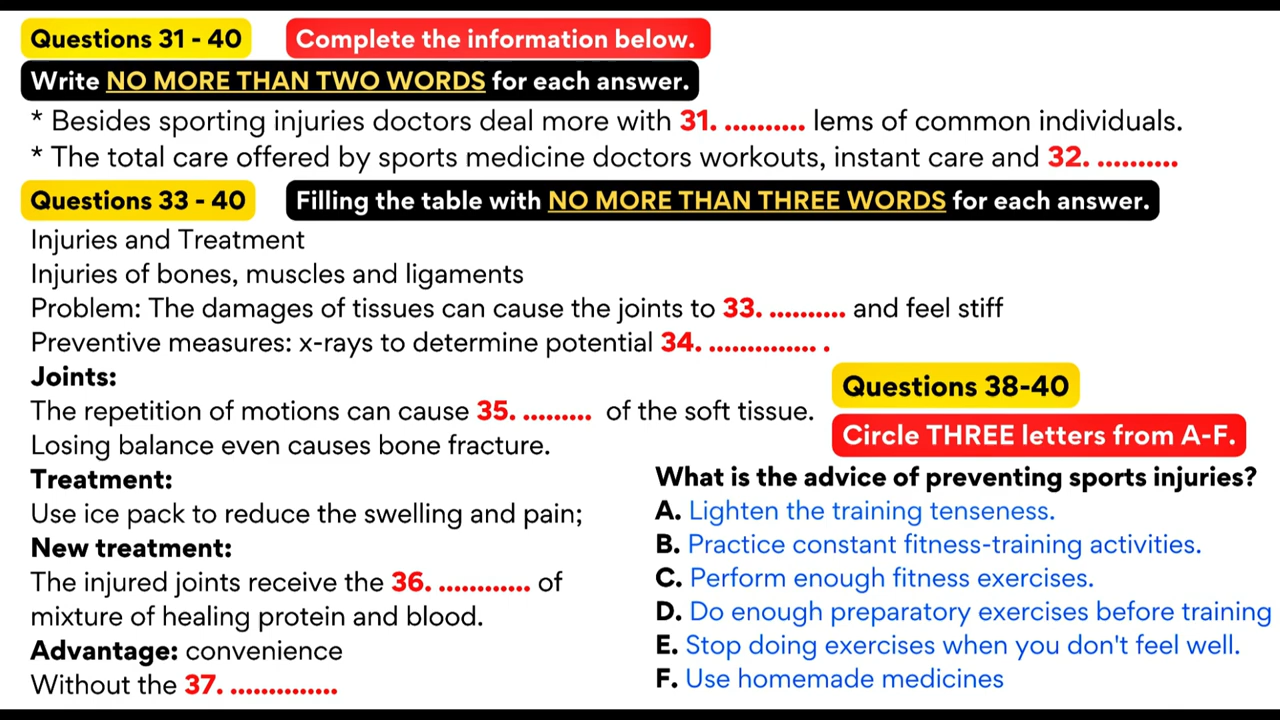 Questions 31 - 40
Complete the information below.
Write NO MORE THAN TWO WORDS for each answer.
* Besides sporting injuries doctors deal more with 31. .......... lems of common individuals.
* The total care offered by sports medicine doctors workouts, instant care and 32. ..........
Questions 33 - 40
Filling the table with NO MORE THAN THREE WORDS for each answer.
Injuries and Treatment
Injuries of bones, muscles and ligaments
Problem: The damages of tissues can cause the joints to 33. .......... and feel stiff
Preventive measures: x-rays to determine potential 34. ............... .
Joints:
The repetition of motions can cause 35. ......... of the soft tissue.
Losing balance even causes bone fracture.
Treatment:
Use ice pack to reduce the swelling and pain;
New treatment:
The injured joints receive the 36. ............ of
mixture of healing protein and blood.
Advantage: convenience
Without the 37. ..............
Questions 38-40
Circle THREE letters from A-F.
What is the advice of preventing sports injuries?
A. Lighten the training tenseness.
B. Practice constant fitness-training activities.
C. Perform enough fitness exercises.
D. Do enough preparatory exercises before training
E. Stop doing exercises when you don't feel well.
F. Use homemade medicines